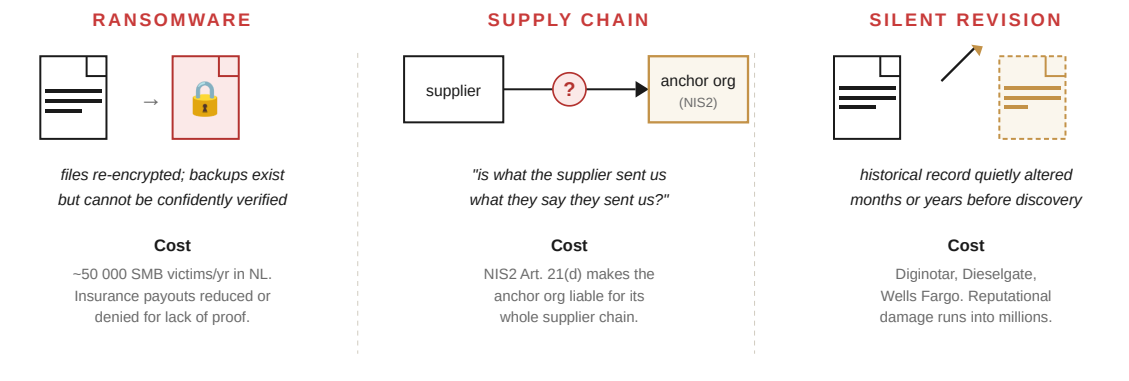 RANSOMWARE
→
files re-encrypted; backups exist
but cannot be confidently verified
Cost
~50 000 SMB victims/yr in NL.
Insurance payouts reduced or
denied for lack of proof.
SUPPLY CHAIN
supplier
?
anchor org
(NIS2)
"is what the supplier sent us
what they say they sent us?"
Cost
NIS2 Art. 21(d) makes the
anchor org liable for its
whole supplier chain.
SILENT REVISION
historical record quietly altered
months or years before discovery
Cost
Diginotar, Dieselgate,
Wells Fargo. Reputational
damage runs into millions.